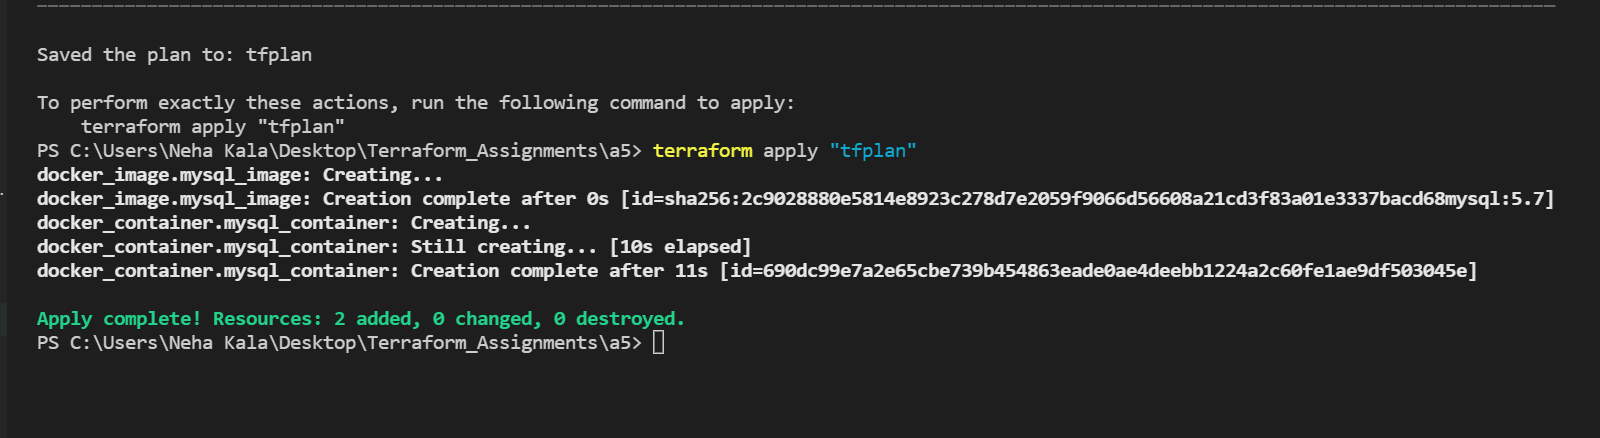 Saved the plan to: tfplan
To perform exactly these actions, run the following command to apply:
    terraform apply "tfplan"
PS C:\Users\Neha Kala\Desktop\Terraform_Assignments\a5> terraform apply "tfplan"
docker_image.mysql_image: Creating...
docker_image.mysql_image: Creation complete after 0s [id=sha256:2c9028880e5814e8923c278d7e2059f9066d56608a21cd3f83a01e3337bacd68mysql:5.7]
docker_container.mysql_container: Creating...
docker_container.mysql_container: Still creating... [10s elapsed]
docker_container.mysql_container: Creation complete after 11s [id=690dc99e7a2e65cbe739b454863eade0ae4deebb1224a2c60fe1ae9df503045e]
Apply complete! Resources: 2 added, 0 changed, 0 destroyed.
PS C:\Users\Neha Kala\Desktop\Terraform_Assignments\a5>